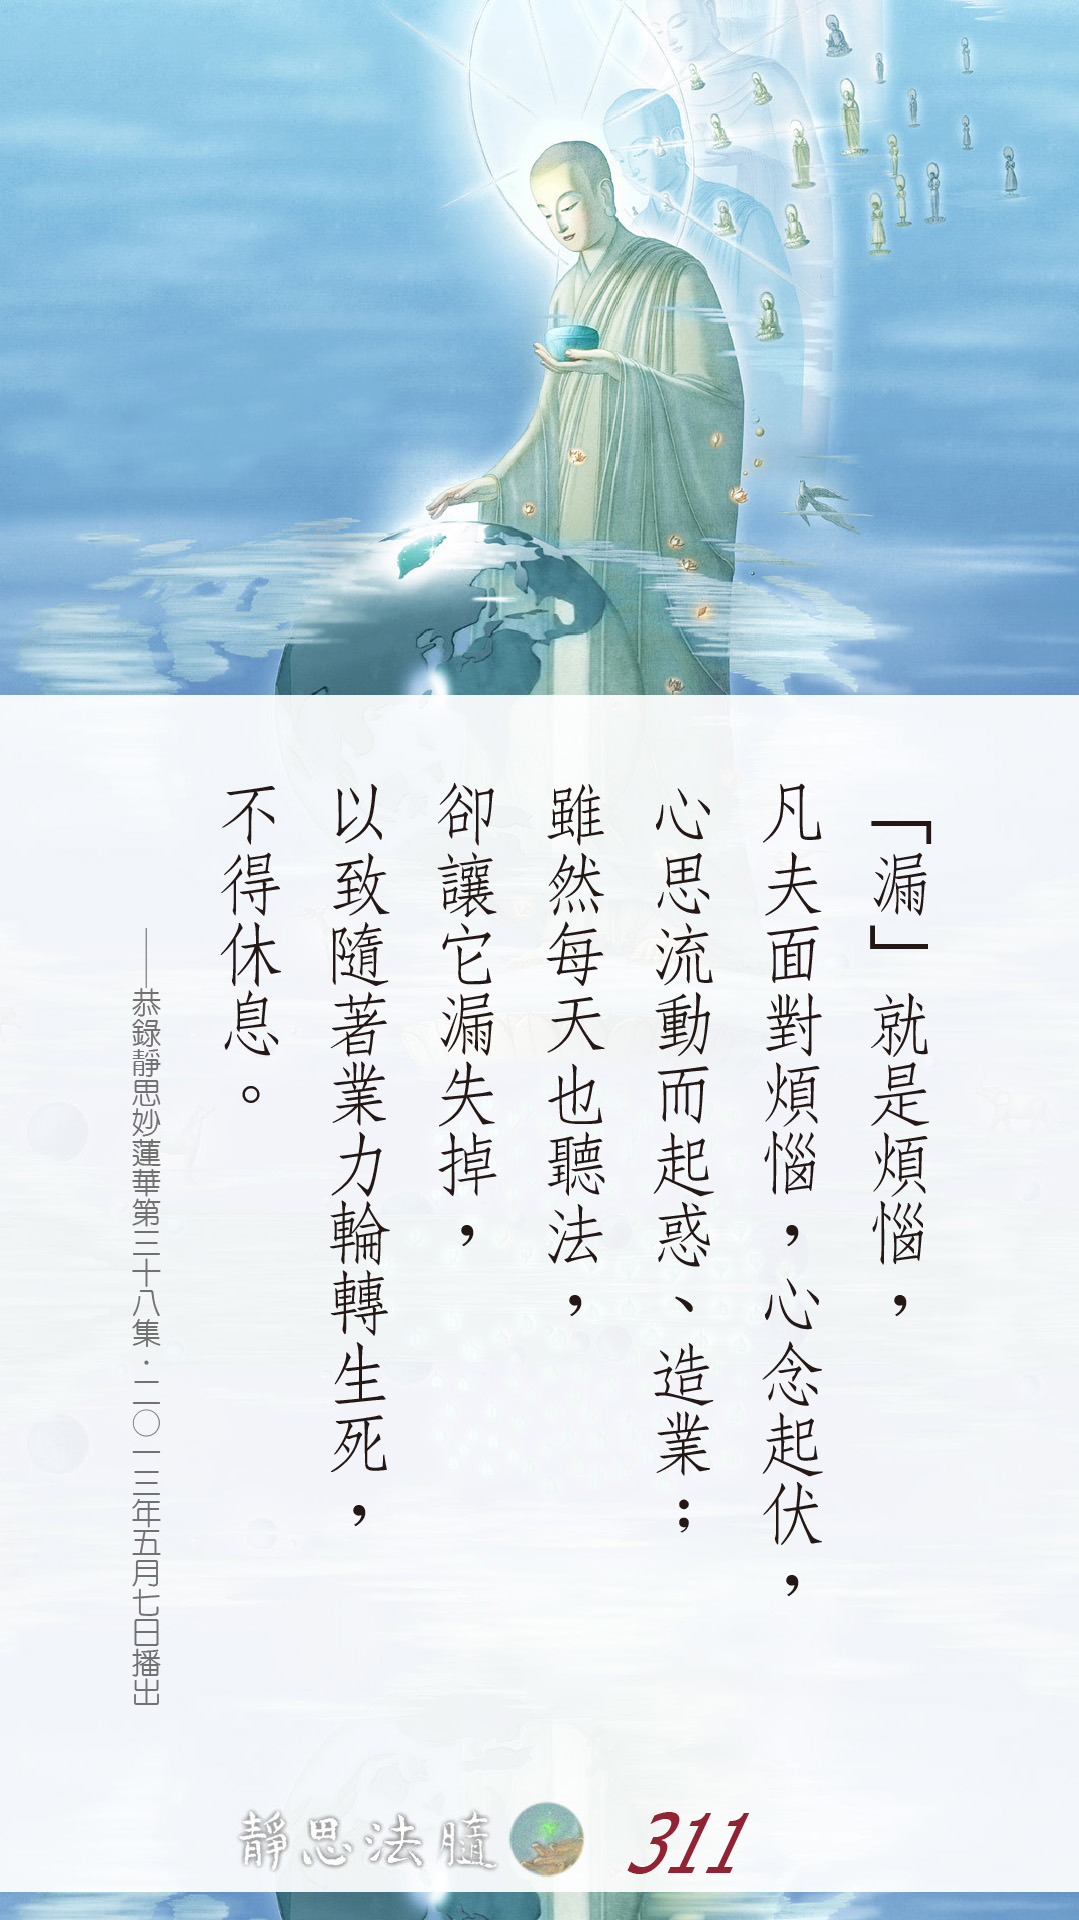 「漏」就是煩惱，
凡夫面對煩惱，心念起伏，
心思流動而起惑、造業；
雖然每天也聽法，
卻讓它漏失掉，
以致隨著業力輪轉生死，
不得休息。
——恭錄靜思妙蓮華第三十八集．二〇一三年五月七日播出
靜思法髓
311